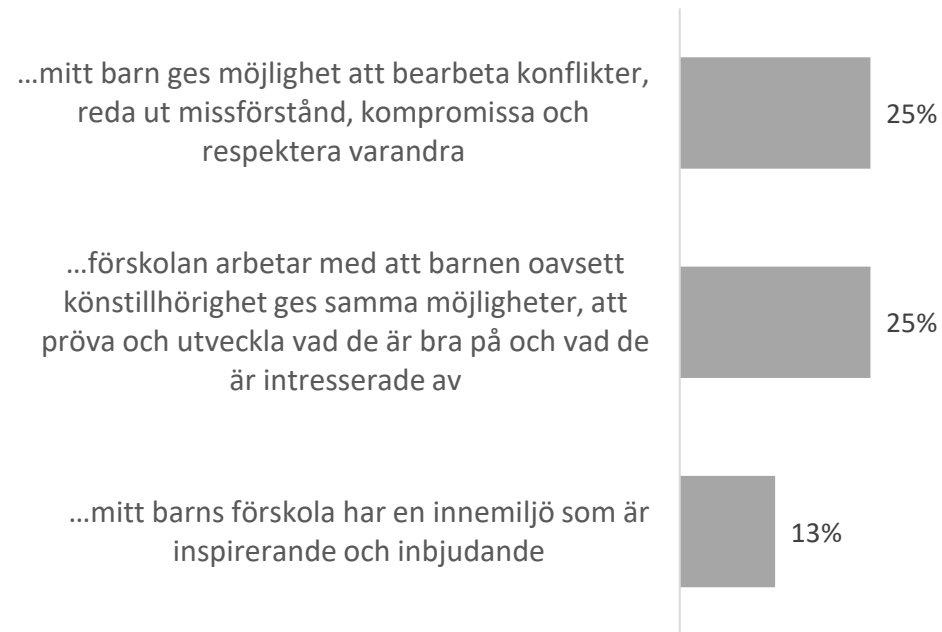 …mitt barn ges möjlighet att bearbeta konflikter,
reda ut missförstånd, kompromissa och
respektera varandra
25%
…förskolan arbetar med att barnen oavsett
könstillhörighet ges samma möjligheter, att
pröva och utveckla vad de är bra på och vad de
är intresserade av
25%
…mitt barns förskola har en innemiljö som är
inspirerande och inbjudande
13%